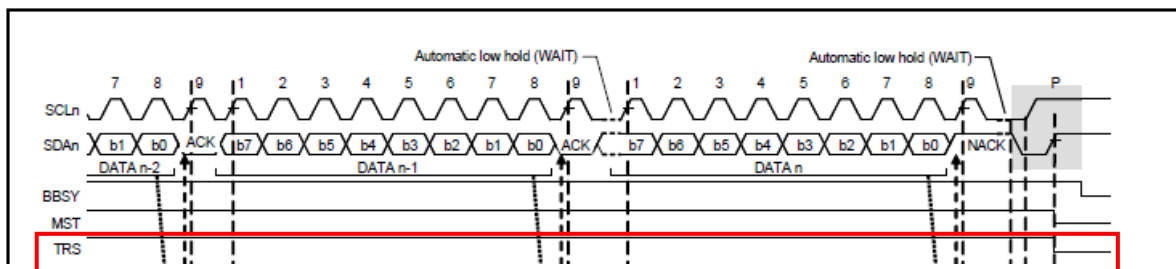 Automatic low hold (WAIT) Automatic low hold (WAIT)
7 8 9 1 2 3 4 5 6 7 8 9 1 2 3 4 5 6 7 8 9 P
SCLn
SDAn b1 b0 ACK b7 b6 b5 b4 b3 b2 b1 b0 ACK b7 b6 b5 b4 b3 b2 b1 b0 NACK
DATA n-2 DATA n-1 DATA n
BBSY
MST
TRS